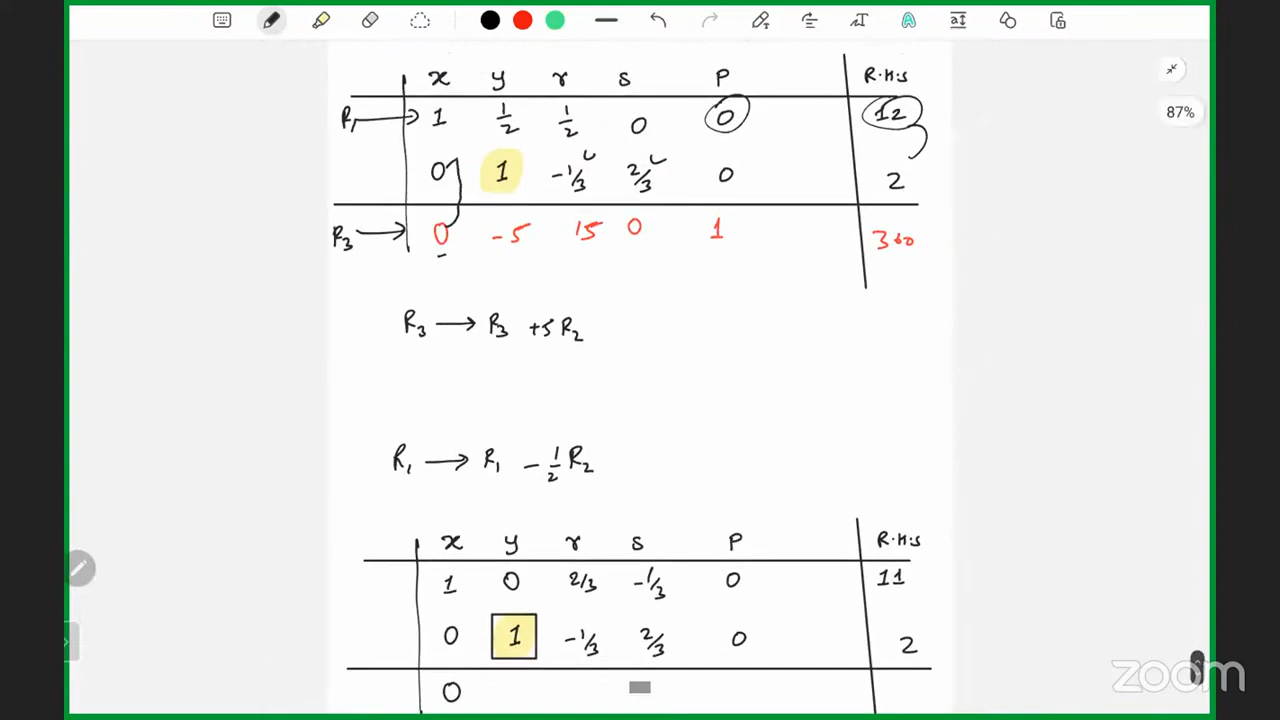 87%
x y r s P R.H.S
R₁ → 1 1/2 1/2 0 0 12
0 1 -1/3 2/3 0 2
R₃ → 0 -5 15 0 1 360
R₃ → R₃ +5R₂
R₁ → R₁ - 1/2 R₂
x y r s P R.H.S
1 0 2/3 -1/3 0 11
0 1 -1/3 2/3 0 2
0
zoom